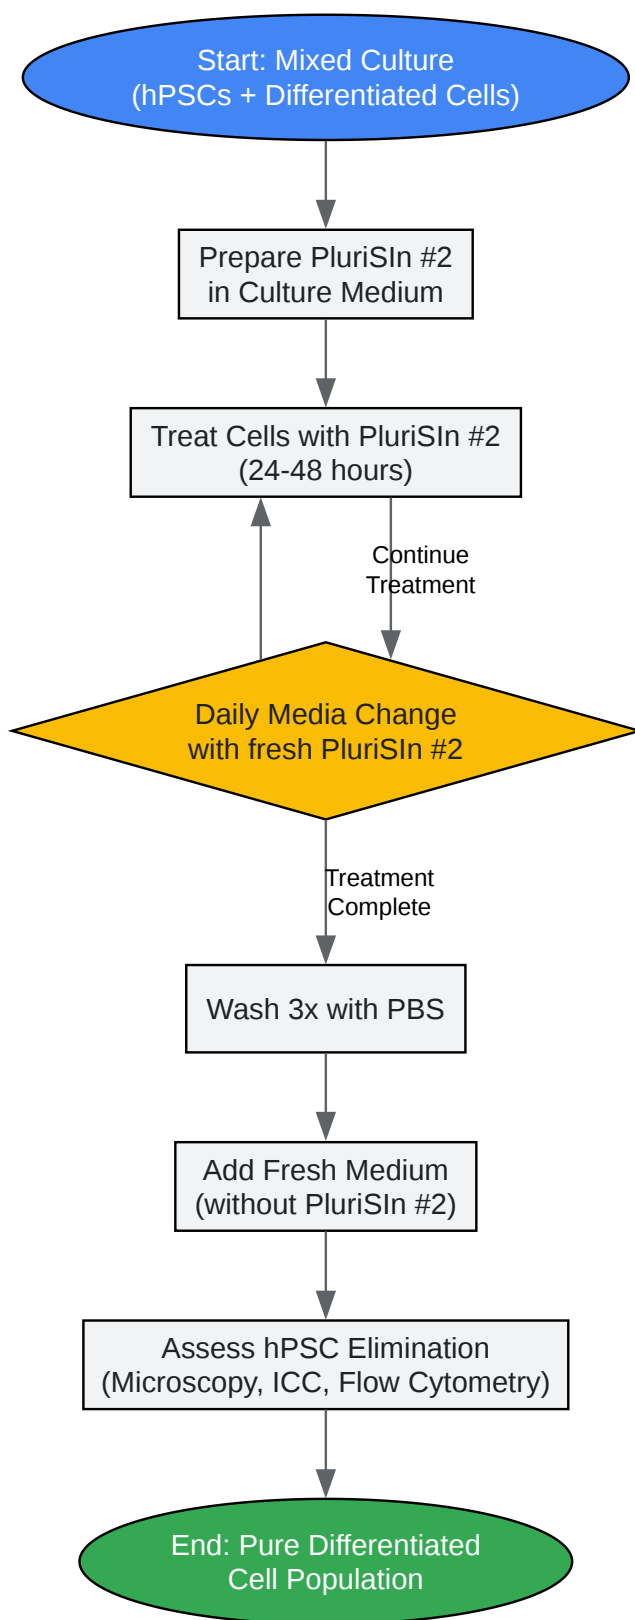 Start: Mixed Culture
(hPSCs + Differentiated Cells)
Prepare PluriSIn #2
in Culture Medium
Treat Cells with PluriSIn #2
(24-48 hours)
Continue
Treatment
Daily Media Change
with fresh PluriSIn #2
Treatment
Complete
Wash 3x with PBS
Add Fresh Medium
(without PluriSIn #2)
Assess hPSC Elimination
(Microscopy, ICC, Flow Cytometry)
End: Pure Differentiated
Cell Population